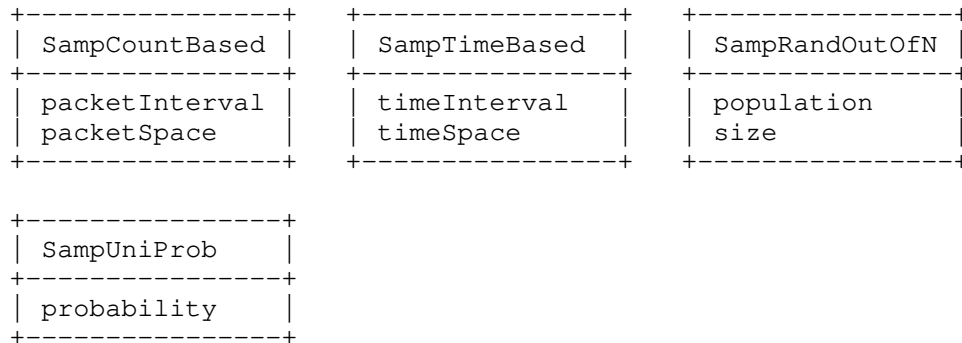 +----------------+   +----------------+   +----------------+
| SampCountBased |   | SampTimeBased  |   | SampRandOutOfN |
+----------------+   +----------------+   +----------------+
| packetInterval |   | timeInterval   |   | population     |
| packetSpace    |   | timeSpace      |   | size           |
+----------------+   +----------------+   +----------------+
+----------------+
| SampUniProb    |
+----------------+
| probability    |
+----------------+